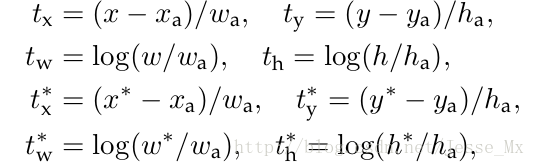 t_x = (x − x_a)/w_a, t_y = (y − y_a)/h_a,
t_w = log(w/w_a), t_h = log(h/h_a),
t*_x = (x* − x_a)/w_a, t*_y = (y* − y_a)/h_a,
t*_w = log(w*/w_a), t*_h = log(h*/h_a),